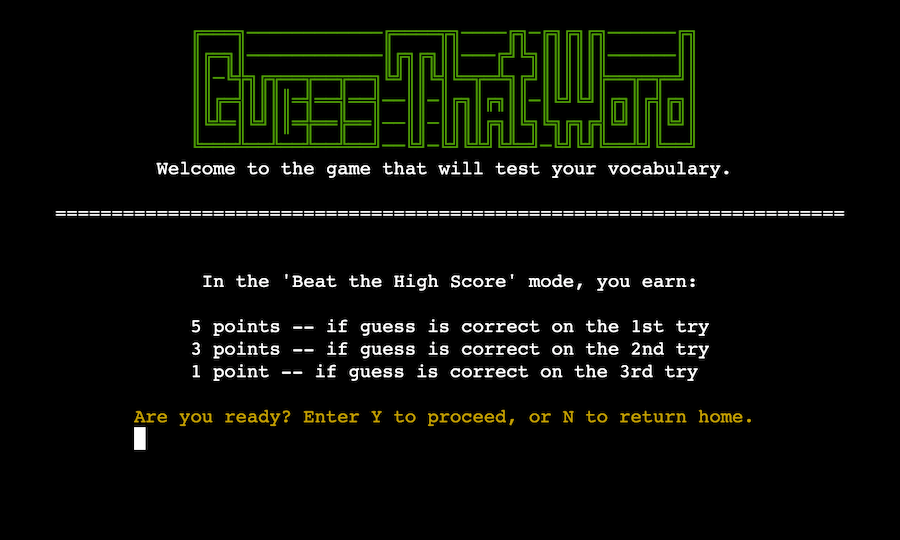 Guess That Word
Welcome to the game that will test your vocabulary.
======================================================================
In the 'Beat the High Score' mode, you earn:
5 points -- if guess is correct on the 1st try
3 points -- if guess is correct on the 2nd try
1 point -- if guess is correct on the 3rd try
Are you ready? Enter Y to proceed, or N to return home.